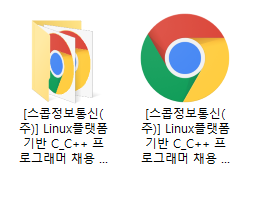 [스콤정보통신(
주)] Linux플랫폼
기반 C_C++ 프
로그래머 채용 ...
[스콤정보통신(
주)] Linux플랫폼
기반 C_C++ 프
로그래머 채용 ...